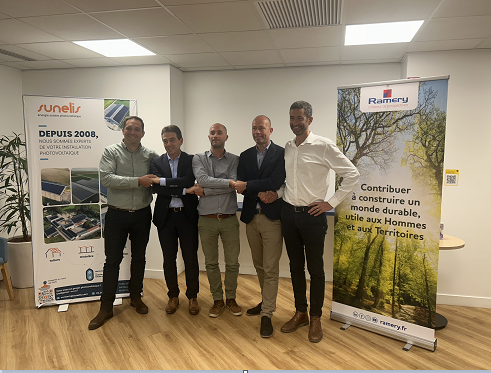 sunelis
DEPUIS 2008,
NOUS SOMMES EXPERTS
DE VOTRE INSTALLATION
PHOTOVOLTAÏQUE
Ramery
Contribuer
à construire un
monde durable,
utile aux Hommes
et aux Territoires
ramery.fr